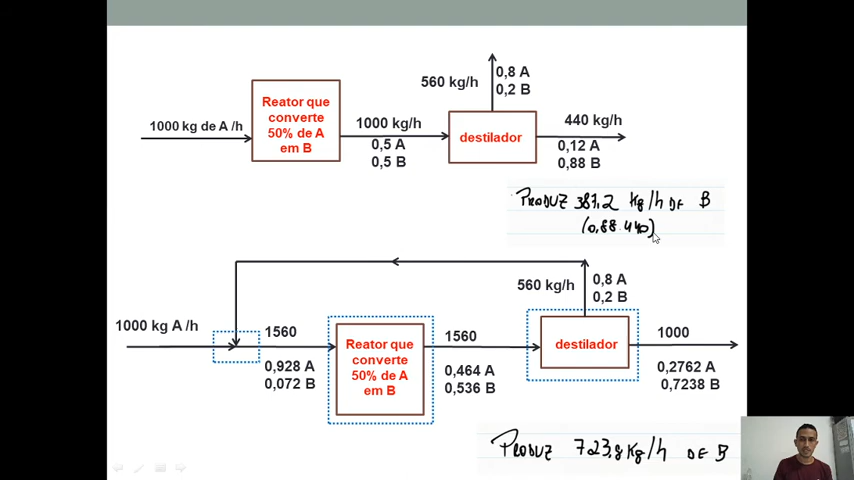 560 kg/h
0,8 A
0,2 B
Reator que
converte
50% de A
em B
1000 kg de A /h
1000 kg/h
0,5 A
0,5 B
destilador
440 kg/h
0,12 A
0,88 B
PRODUZ 387,2 kg/h DE B
(0,88.440)
560 kg/h
0,8 A
0,2 B
1000 kg A /h
1560
0,928 A
0,072 B
Reator que
converte
50% de A
em B
1560
0,464 A
0,536 B
destilador
1000
0,2762 A
0,7238 B
PRODUZ 723,8 kg/h DE B